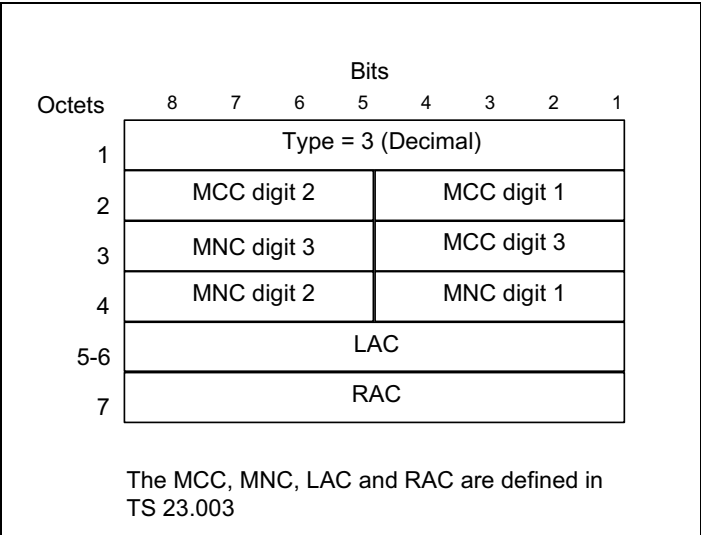 Bits
Octets 8 7 6 5 4 3 2 1
1 Type = 3 (Decimal)
2 MCC digit 2 MCC digit 1
3 MNC digit 3 MCC digit 3
4 MNC digit 2 MNC digit 1
5-6 LAC
7 RAC
The MCC, MNC, LAC and RAC are defined in
TS 23.003